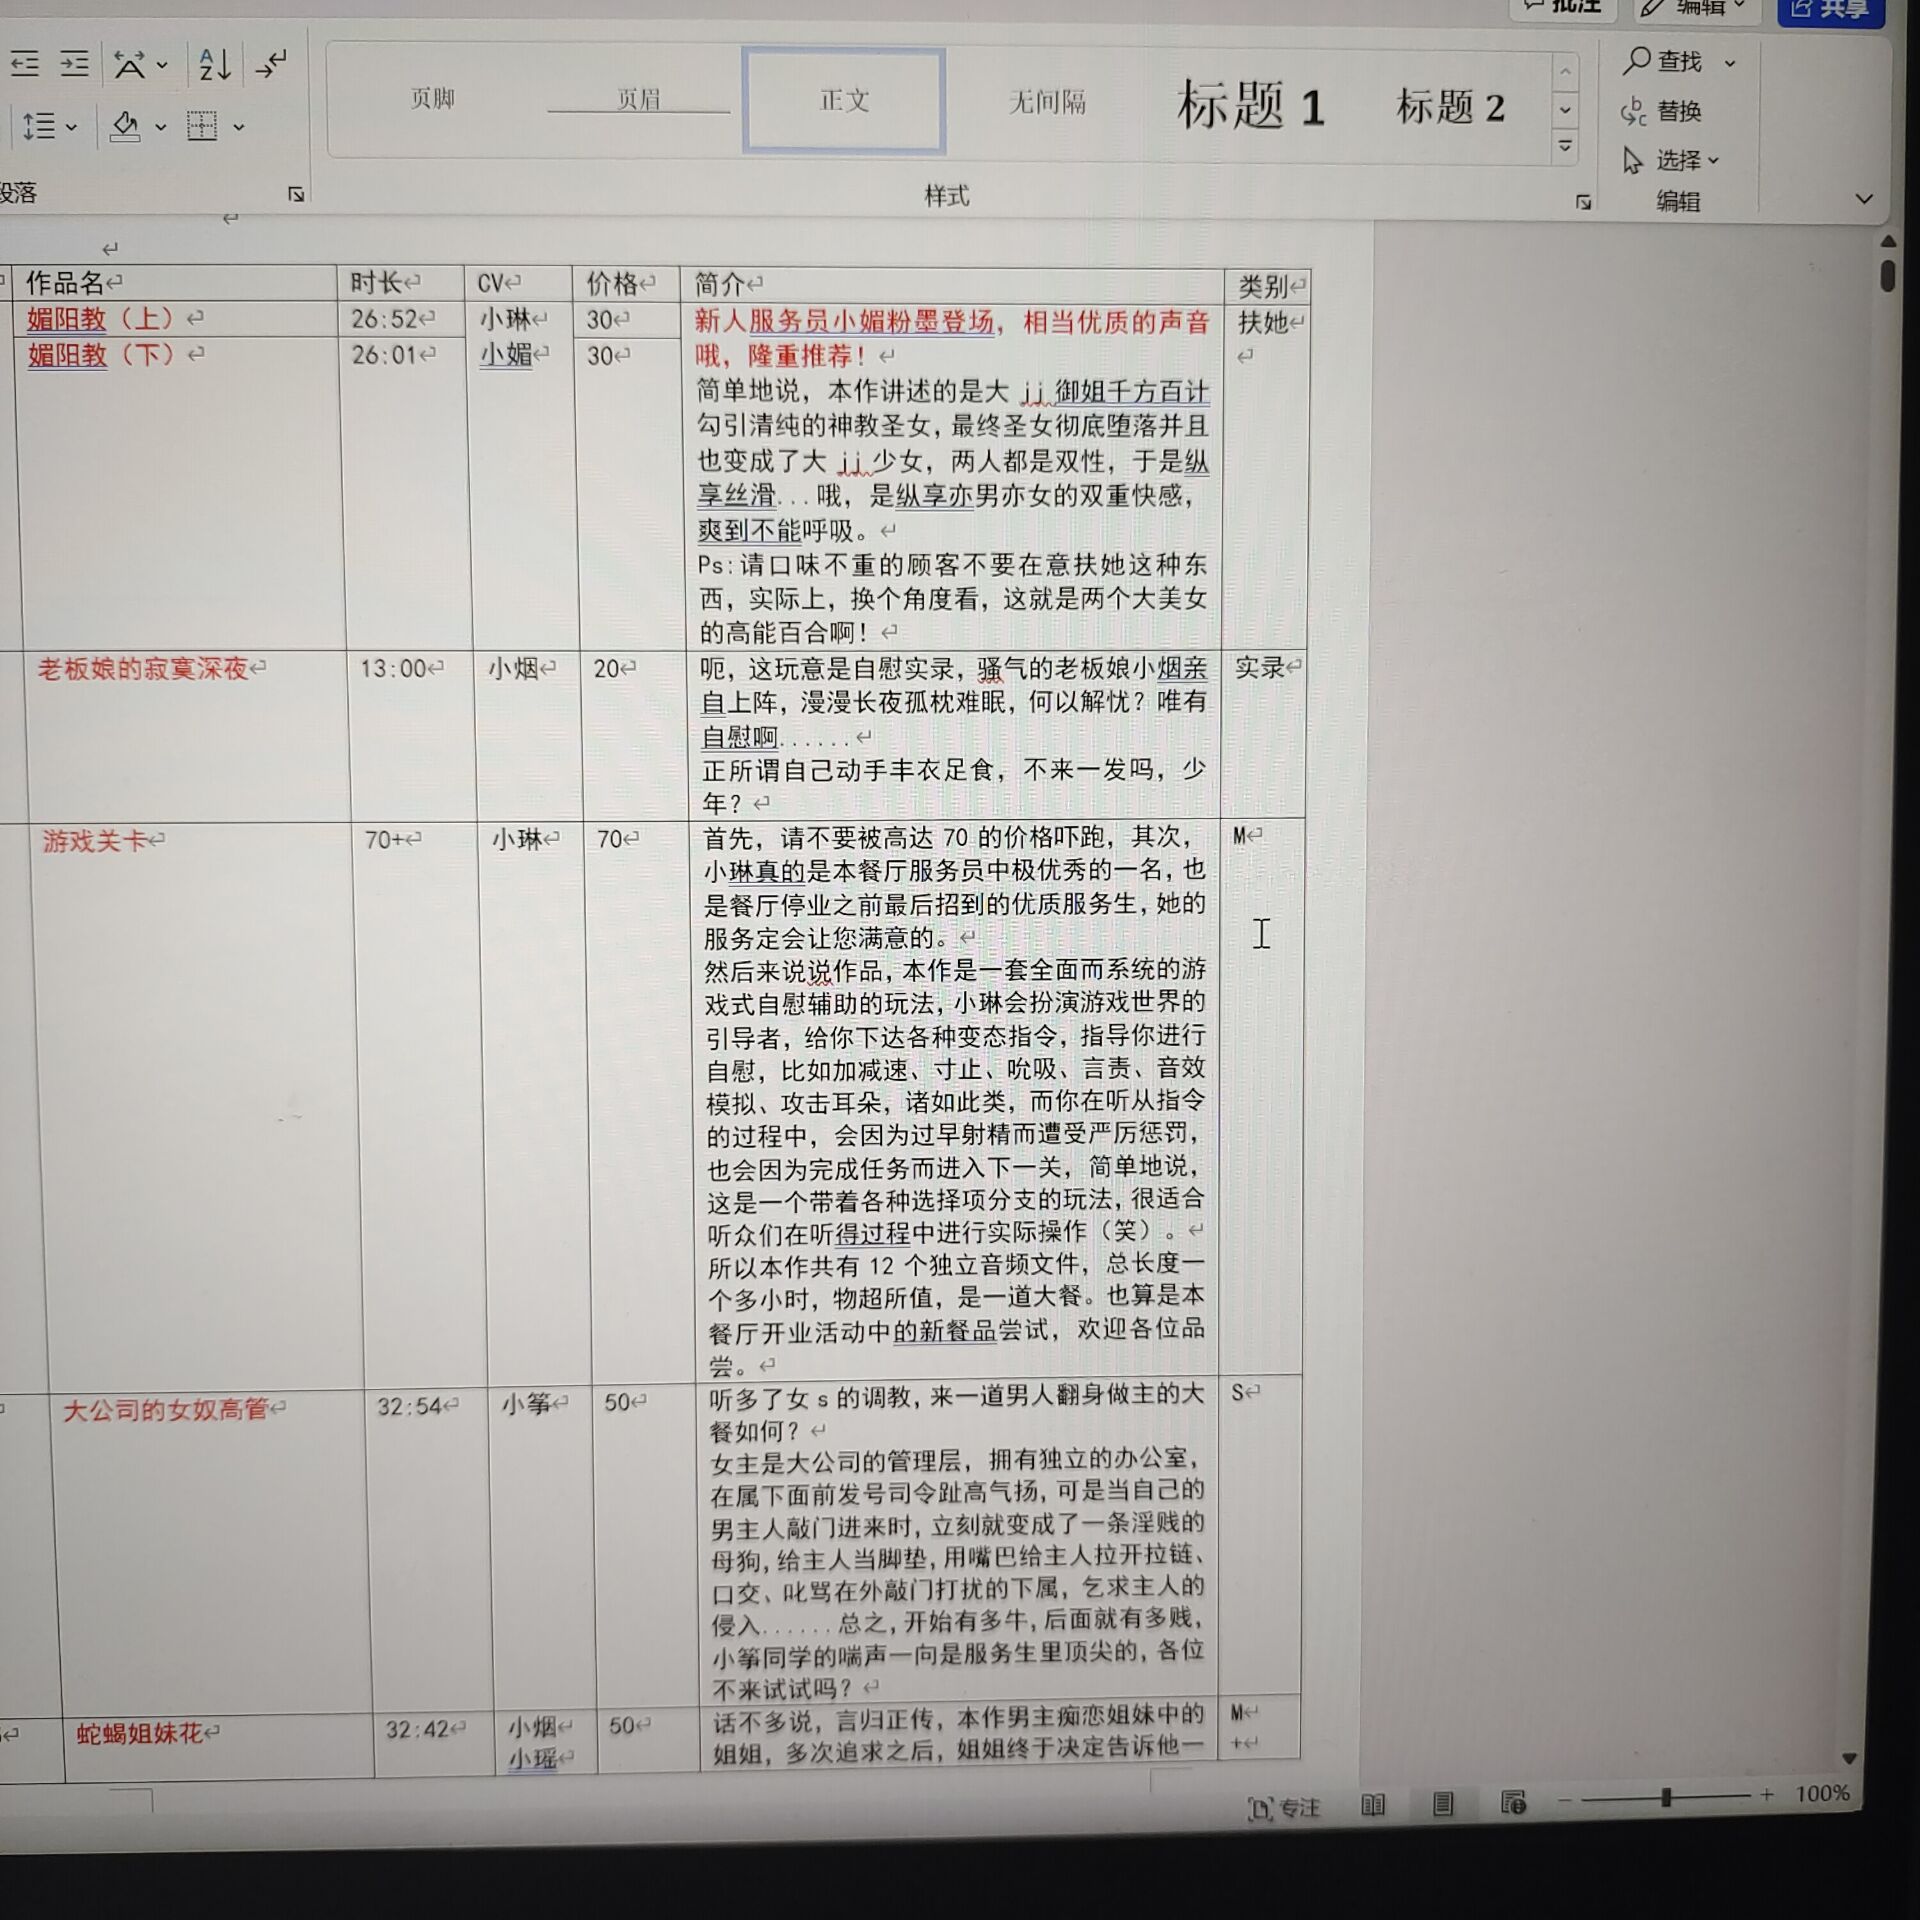 批注
编辑
共享
页脚
页眉
正文
无间隔
标题 1
标题 2
查找
替换
选择
段落
样式
编辑
作品名
时长
CV
价格
简介
类别
媚阳教（上）
26:52
小琳
30
媚阳教（下）
26:01
小媚
30
新人服务员小媚粉墨登场，相当优质的声音
哦，隆重推荐！
简单地说，本作讲述的是大 jj 御姐千方百计
勾引清纯的神教圣女，最终圣女彻底堕落并且
也变成了大 jj 少女，两人都是双性，于是纵
享丝滑...哦，是纵享亦男亦女的双重快感，
爽到不能呼吸。
Ps:请口味不重的顾客不要在意扶她这种东
西，实际上，换个角度看，这就是两个大美女
的高能百合啊！
扶她
老板娘的寂寞深夜
13:00
小烟
20
呃，这玩意是自慰实录，骚气的老板娘小烟亲
自上阵，漫漫长夜孤枕难眠，何以解忧？唯有
自慰啊......
正所谓自己动手丰衣足食，不来一发吗，少
年？
实录
游戏关卡
70+
小琳
70
首先，请不要被高达 70 的价格吓跑，其次，
小琳真的是本餐厅服务员中极优秀的一名，也
是餐厅停业之前最后招到的优质服务生，她的
服务定会让您满意的。
然后来说说作品，本作是一套全面而系统的游
戏式自慰辅助的玩法，小琳会扮演游戏世界的
引导者，给你下达各种变态指令，指导你进行
自慰，比如加减速、寸止、吮吸、言责、音效
模拟、攻击耳朵，诸如此类，而你在听从指令
的过程中，会因为过早射精而遭受严厉惩罚，
也会因为完成任务而进入下一关，简单地说，
这是一个带着各种选择项分支的玩法，很适合
听众们在听得过程中进行实际操作（笑）。
所以本作共有 12 个独立音频文件，总长度一
个多小时，物超所值，是一道大餐。也算是本
餐厅开业活动中的新餐品尝试，欢迎各位品
尝。
M
大公司的女奴高管
32:54
小筝
50
听多了女 s 的调教，来一道男人翻身做主的大
餐如何？
女主是大公司的管理层，拥有独立的办公室，
在属下面前发号司令趾高气扬，可是当自己的
男主人敲门进来时，立刻就变成了一条淫贱的
母狗，给主人当脚垫，用嘴巴给主人拉开拉链、
口交、叱骂在外敲门打扰的下属，乞求主人的
侵入......总之，开始有多牛，后面就有多贱，
小筝同学的喘声一向是服务生里顶尖的，各位
不来试试吗？
S
蛇蝎姐妹花
32:42
小烟
小瑶
50
话不多说，言归正传，本作男主痴恋姐妹中的
姐姐，多次追求之后，姐姐终于决定告诉他一
M
+
专注
100%